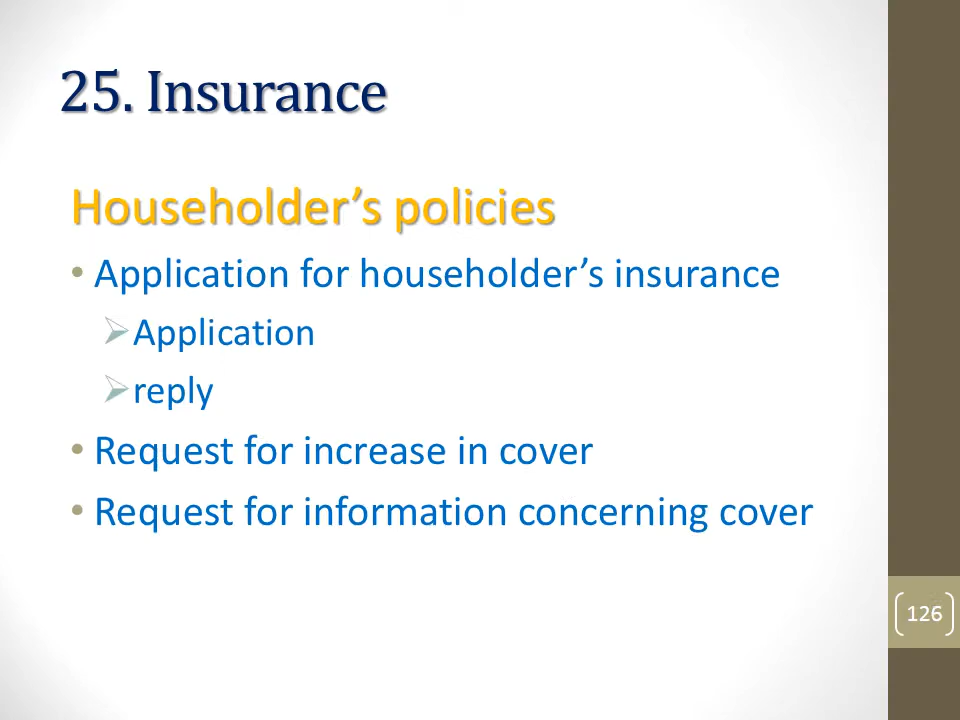 25. Insurance
Householder’s policies
• Application for householder’s insurance
➢Application
➢reply
• Request for increase in cover
• Request for information concerning cover
126